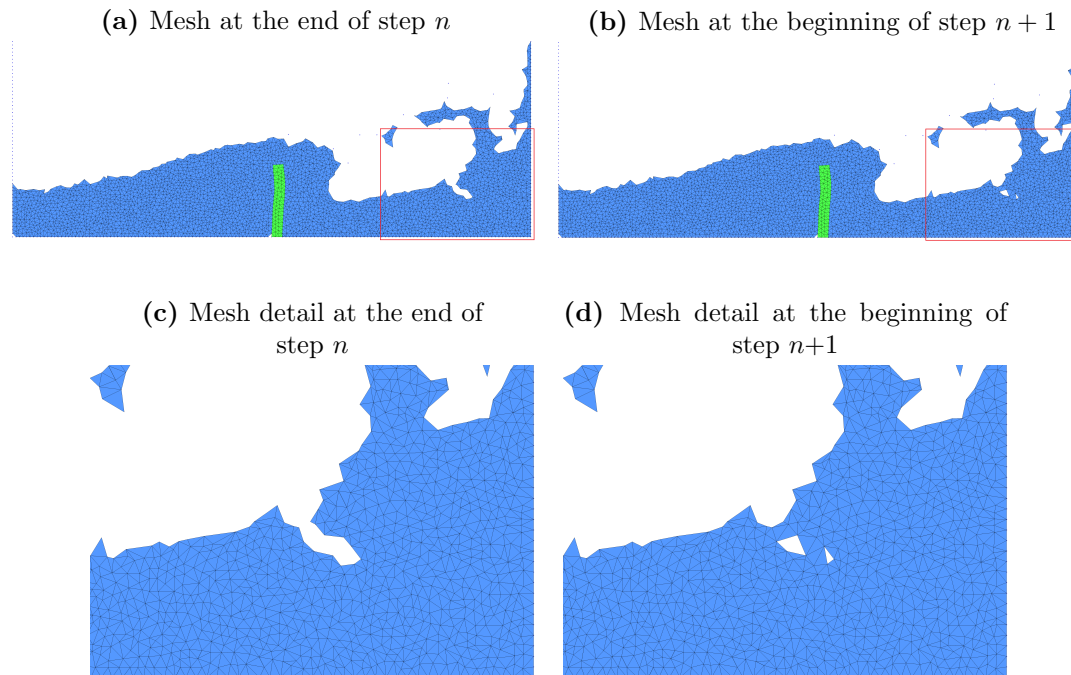 (a) Mesh at the end of step n
(b) Mesh at the beginning of step n + 1
(c) Mesh detail at the end of
step n
(d) Mesh detail at the beginning of
step n+1